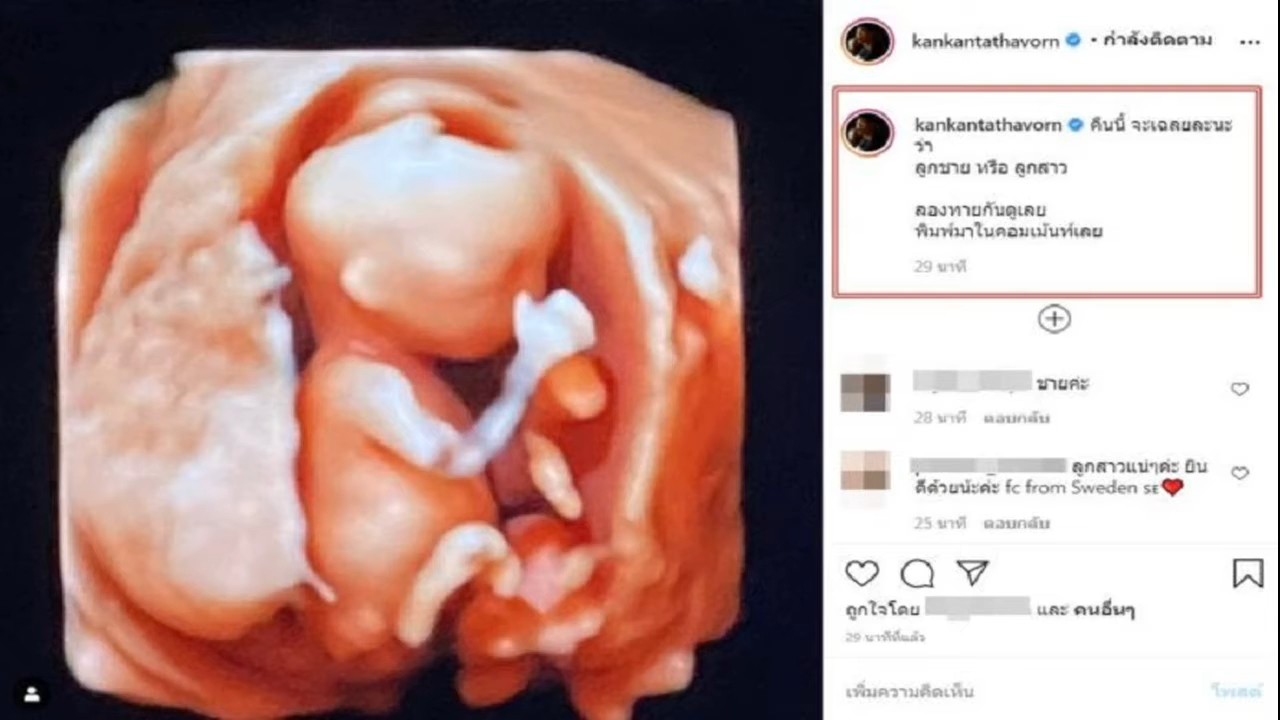 kankantathavorn • กำลังติดตาม
kankantathavorn คืนนี้ จะเฉลยละนะ
ว่า
ลูกชาย หรือ ลูกสาว
ลองทายกันดูเลย
พิมพ์มาในคอมเม้นท์เลย
29 นาที
ชายค่ะ
28 นาที ตอบกลับ
ลูกสาวแน่ๆค่ะ ยิน
ดีด้วยน้ะค่ะ fc from Sweden se❤️
25 นาที ตอบกลับ
ถูกใจโดย และ คนอื่นๆ
29 นาทีที่แล้ว
เพิ่มความคิดเห็น โพสต์